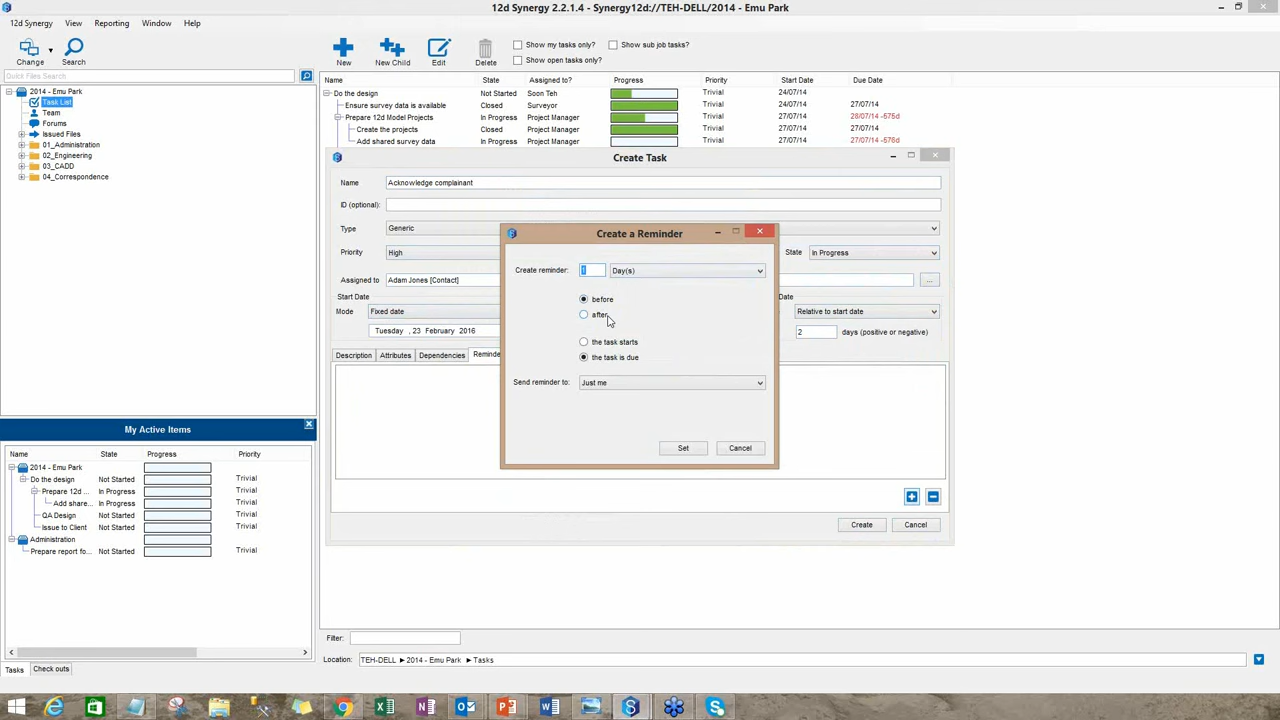 12d Synergy 2.2.1.4 - Synergy12d://TEH-DELL/2014 - Emu Park
12d Synergy View Reporting Window Help
Change Search
New New Child Edit Delete
Show my tasks only? Show sub job tasks?
Show open tasks only?
Quick Files Search
2014 - Emu Park
Task List
Team
Forums
Issued Files
01_Administration
02_Engineering
03_CADD
04_Correspondence
Name State Assigned to? Progress Priority Start Date Due Date
Do the design Not Started Soon Teh Trivial 24/07/14
Ensure survey data is available Closed Surveyor Trivial 24/07/14 27/07/14
Prepare 12d Model Projects In Progress Project Manager Trivial 27/07/14 28/07/14 -575d
Create the projects Closed Project Manager Trivial 27/07/14 27/07/14
Add shared survey data In Progress Project Manager Trivial 27/07/14 27/07/14 -576d
Create Task
Name Acknowledge complainant
ID (optional):
Type Generic
Priority High State In Progress
Assigned to Adam Jones [Contact] ...
Start Date Date
Mode Fixed date Relative to start date
Tuesday , 23 February 2016 2 days (positive or negative)
Description Attributes Dependencies Reminde
Create Cancel
Create a Reminder
Create reminder: 1 Day(s)
before
after
the task starts
the task is due
Send reminder to: Just me
Set Cancel
My Active Items
Name State Progress Priority
2014 - Emu Park
Do the design Not Started Trivial
Prepare 12d ... In Progress Trivial
Add share... In Progress Trivial
QA Design Not Started Trivial
Issue to Client Not Started Trivial
Administration
Prepare report fo... Not Started Trivial
Tasks Check outs
Filter:
Location: TEH-DELL 2014 - Emu Park Tasks